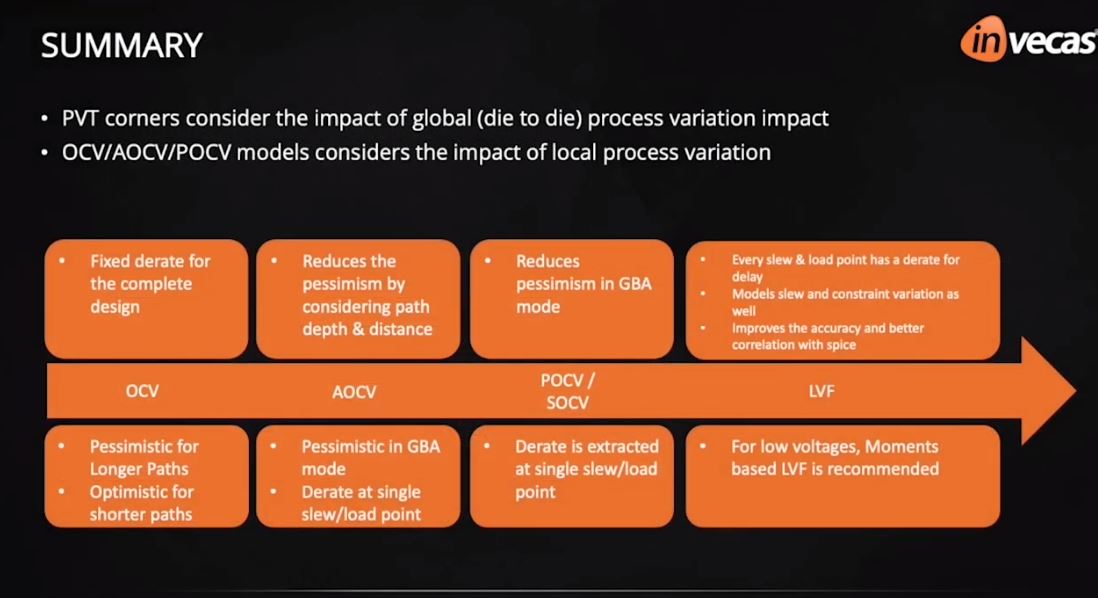 SUMMARY
invecas
• PVT corners consider the impact of global (die to die) process variation impact
• OCV/AOCV/POCV models considers the impact of local process variation
• Fixed derate for
the complete
design
• Reduces the
pessimism by
considering path
depth & distance
• Reduces
pessimism in GBA
mode
• Every slew & load point has a derate for
delay
• Models slew and constraint variation as
well
• Improves the accuracy and better
correlation with spice
OCV
AOCV
POCV /
SOCV
LVF
• Pessimistic for
Longer Paths
• Optimistic for
shorter paths
• Pessimistic in GBA
mode
• Derate at single
slew/load point
• Derate is extracted
at single slew/load
point
• For low voltages, Moments
based LVF is recommended